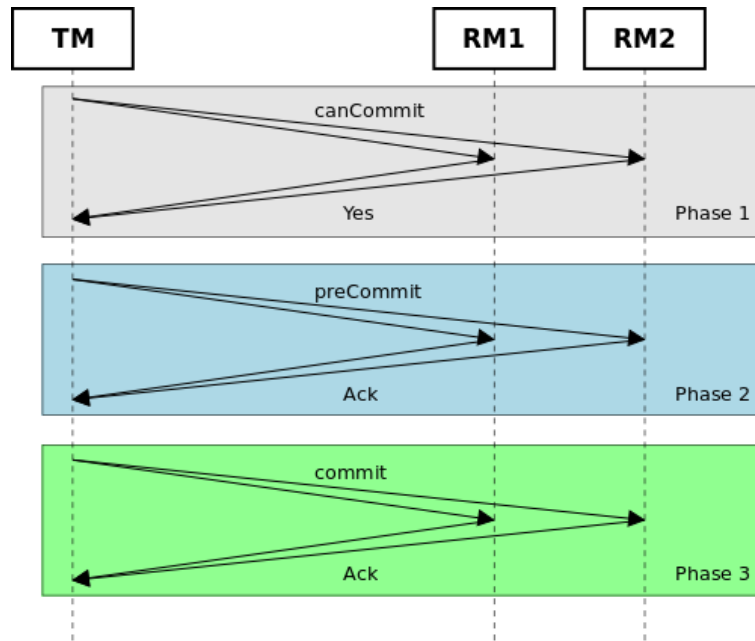 TM
RM1
RM2
canCommit
Yes
Phase 1
preCommit
Ack
Phase 2
commit
Ack
Phase 3